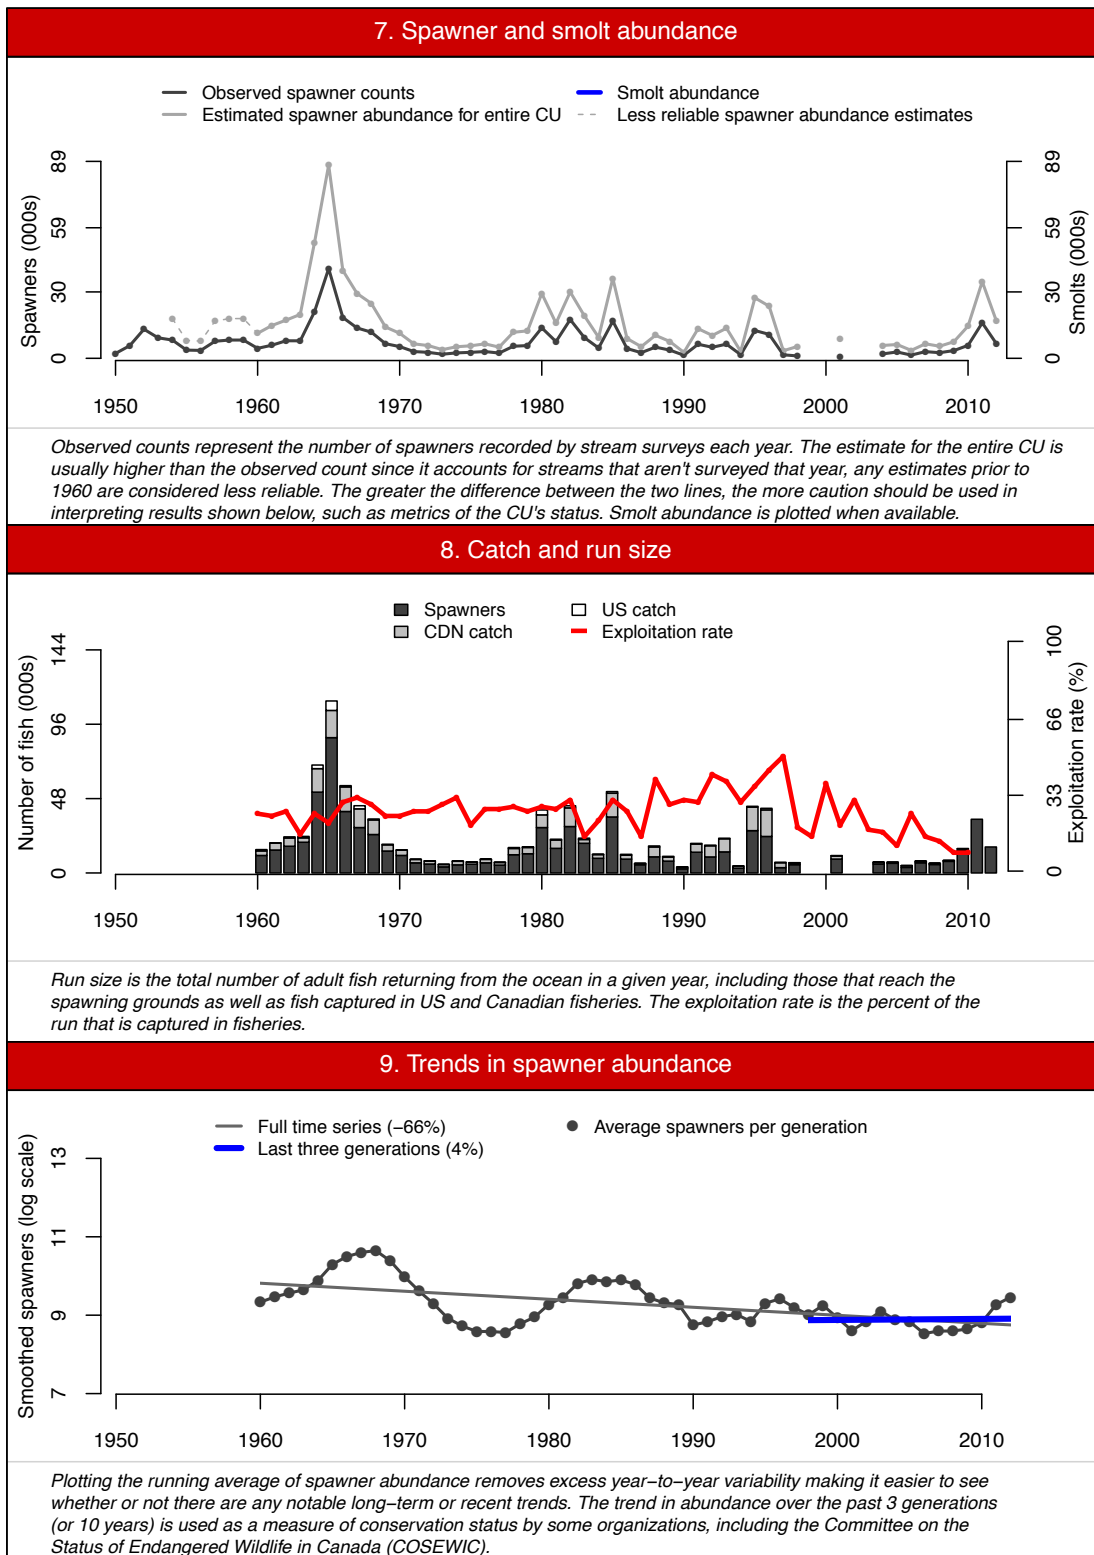 7. Spawner and smolt abundance
Observed spawner counts
Smolt abundance
Estimated spawner abundance for entire CU
Less reliable spawner abundance estimates
Spawners (000s)
0 30 59 89
Smolts (000s)
0 30 59 89
1950 1960 1970 1980 1990 2000 2010
Observed counts represent the number of spawners recorded by stream surveys each year. The estimate for the entire CU is
usually higher than the observed count since it accounts for streams that aren't surveyed that year, any estimates prior to
1960 are considered less reliable. The greater the difference between the two lines, the more caution should be used in
interpreting results shown below, such as metrics of the CU's status. Smolt abundance is plotted when available.
8. Catch and run size
Spawners
US catch
CDN catch
Exploitation rate
Number of fish (000s)
0 48 96 144
Exploitation rate (%)
0 33 66 100
1950 1960 1970 1980 1990 2000 2010
Run size is the total number of adult fish returning from the ocean in a given year, including those that reach the
spawning grounds as well as fish captured in US and Canadian fisheries. The exploitation rate is the percent of the
run that is captured in fisheries.
9. Trends in spawner abundance
Full time series (−66%)
Average spawners per generation
Last three generations (4%)
Smoothed spawners (log scale)
7 9 11 13
1950 1960 1970 1980 1990 2000 2010
Plotting the running average of spawner abundance removes excess year−to−year variability making it easier to see
whether or not there are any notable long−term or recent trends. The trend in abundance over the past 3 generations
(or 10 years) is used as a measure of conservation status by some organizations, including the Committee on the
Status of Endangered Wildlife in Canada (COSEWIC).